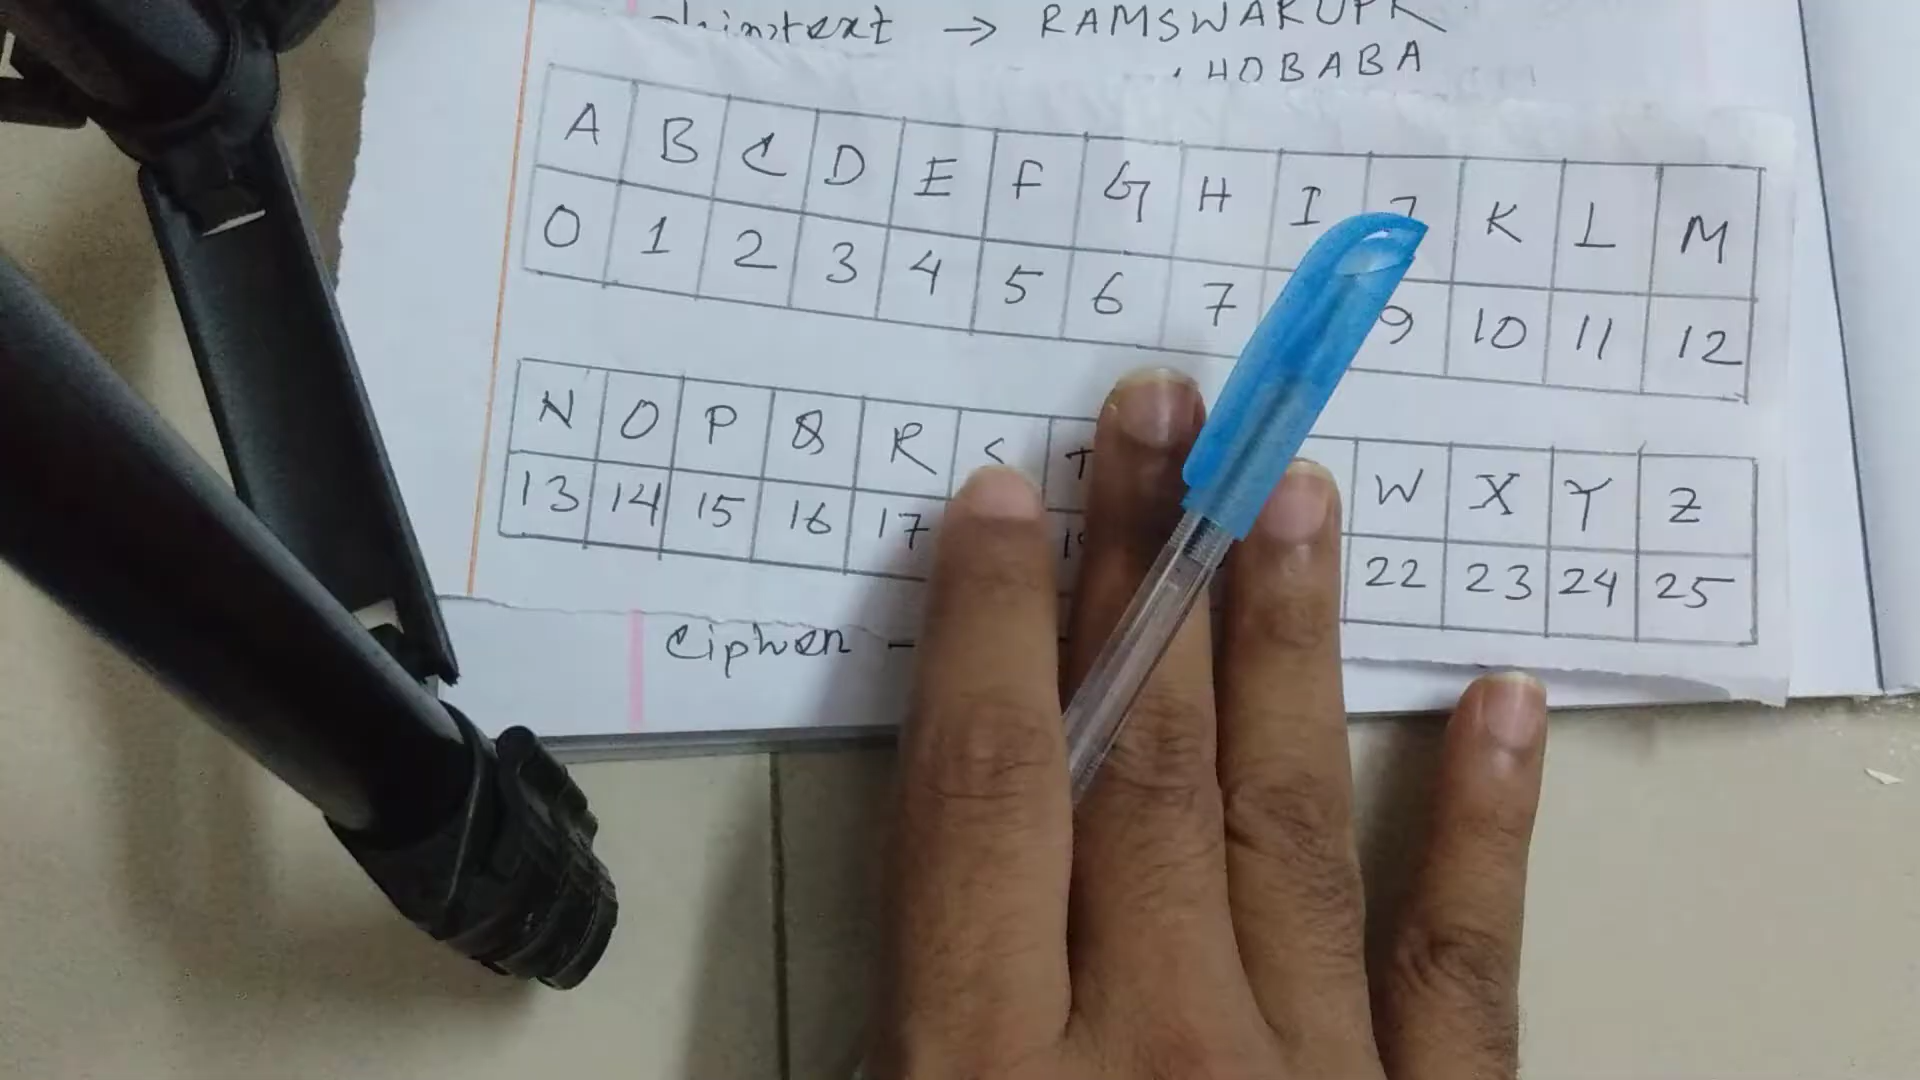 → RAMSWARUPK
HOBABA
A B C D E F G H I J K L M
0 1 2 3 4 5 6 7 9 10 11 12
N O P Q R S T W X Y Z
13 14 15 16 17 22 23 24 25
Cipher -